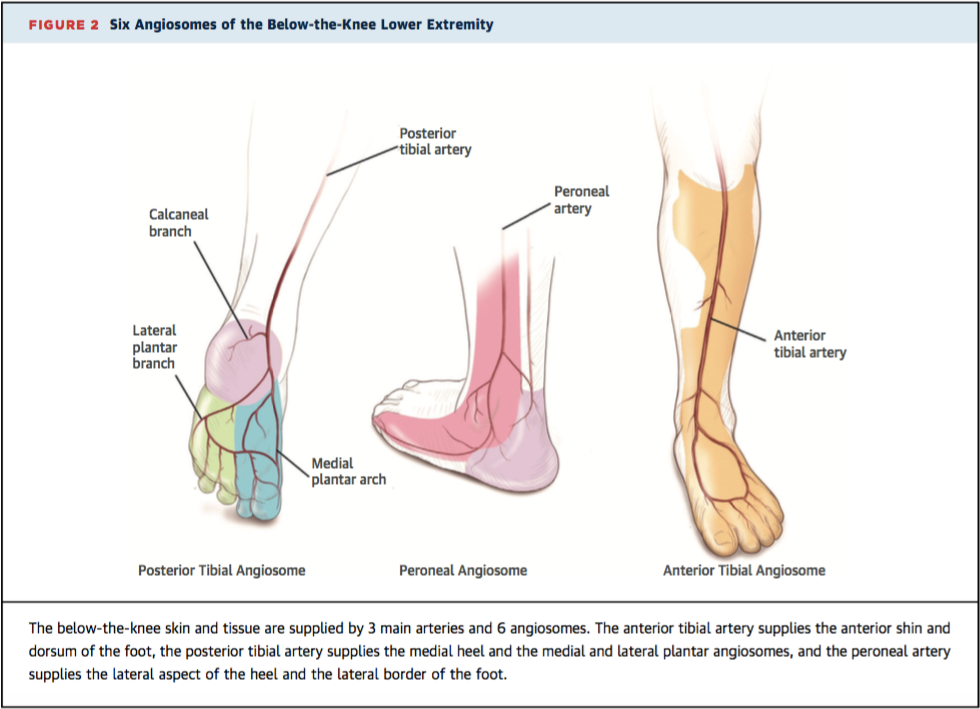 FIGURE 2 Six Angiosomes of the Below-the-Knee Lower Extremity
Posterior
tibial artery
Calcaneal
branch
Lateral
plantar
branch
Medial
plantar arch
Posterior Tibial Angiosome
Peroneal
artery
Peroneal Angiosome
Anterior
tibial artery
Anterior Tibial Angiosome
The below-the-knee skin and tissue are supplied by 3 main arteries and 6 angiosomes. The anterior tibial artery supplies the anterior shin and
dorsum of the foot, the posterior tibial artery supplies the medial heel and the medial and lateral plantar angiosomes, and the peroneal artery
supplies the lateral aspect of the heel and the lateral border of the foot.